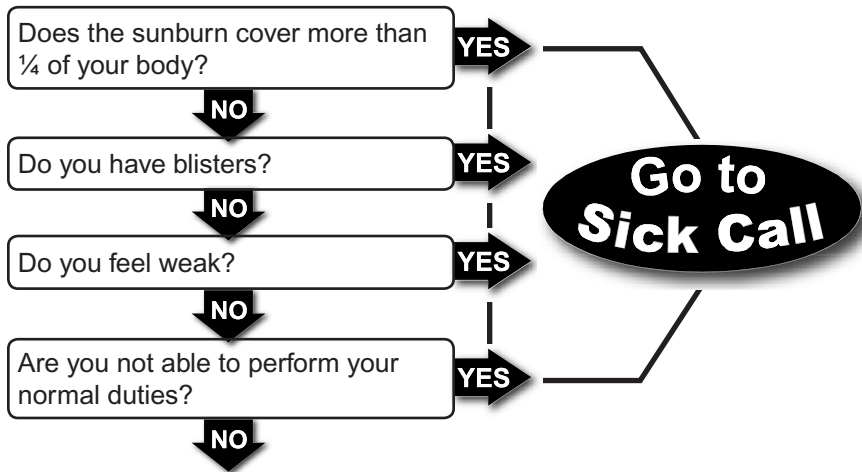 Does the sunburn cover more than
¼ of your body?
YES
NO
Do you have blisters?
YES
NO
Do you feel weak?
YES
NO
Are you not able to perform your
normal duties?
YES
NO
Go to
Sick Call